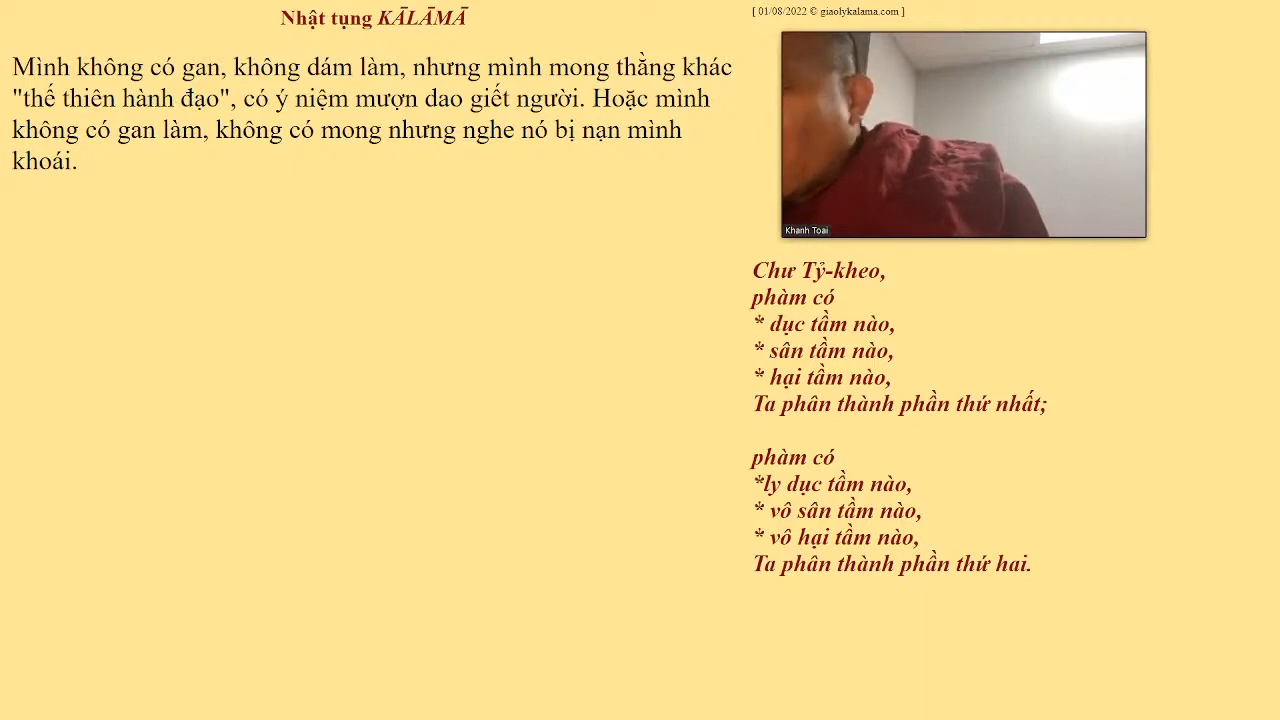 Nhật tụng KĀLĀMĀ
Mình không có gan, không dám làm, nhưng mình mong thằng khác
"thế thiên hành đạo", có ý niệm mượn dao giết người. Hoặc mình
không có gan làm, không có mong nhưng nghe nó bị nạn mình
khoái.
[ 01/08/2022 © giaolykalama.com ]
Khanh Toai
Chư Tỷ-kheo,
phàm có
* dục tầm nào,
* sân tầm nào,
* hại tầm nào,
Ta phân thành phần thứ nhất;
phàm có
*ly dục tầm nào,
* vô sân tầm nào,
* vô hại tầm nào,
Ta phân thành phần thứ hai.